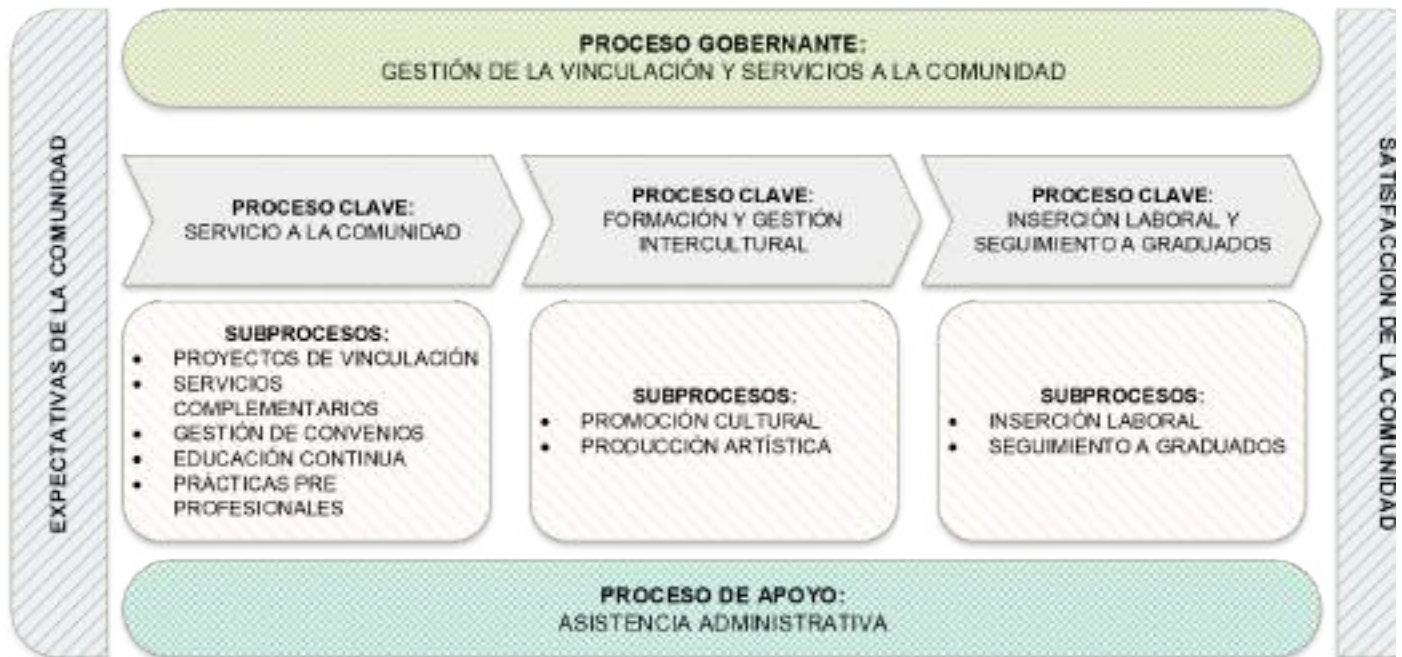 EXPECTATIVAS DE LA COMUNIDAD
PROCESO GOBERNANTE:
GESTIÓN DE LA VINCULACIÓN Y SERVICIOS A LA COMUNIDAD
PROCESO CLAVE:
SERVICIO A LA COMUNIDAD
PROCESO CLAVE:
FORMACIÓN Y GESTIÓN
INTERCULTURAL
PROCESO CLAVE:
INSERCIÓN LABORAL Y
SEGUIMIENTO A GRADUADOS
SUBPROCESOS:
• PROYECTOS DE VINCULACIÓN
• SERVICIOS
COMPLEMENTARIOS
• GESTIÓN DE CONVENIOS
• EDUCACIÓN CONTINUA
• PRÁCTICAS PRE
PROFESIONALES
SUBPROCESOS:
• PROMOCIÓN CULTURAL
• PRODUCCIÓN ARTÍSTICA
SUBPROCESOS:
• INSERCIÓN LABORAL
• SEGUIMIENTO A GRADUADOS
PROCESO DE APOYO:
ASISTENCIA ADMINISTRATIVA
SATISFACCIÓN DE LA COMUNIDAD